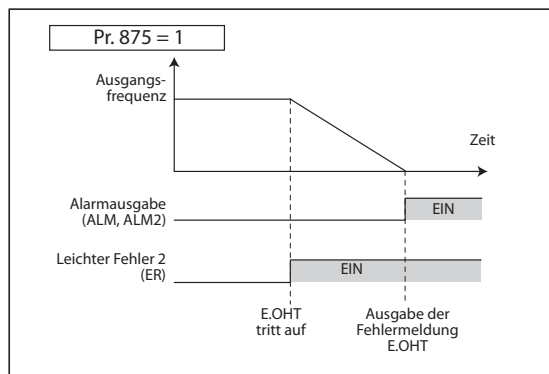 Pr. 875 = 1
Ausgangs-
frequenz
Zeit
Alarmausgabe
(ALM, ALM2)
EIN
Leichter Fehler 2
(ER)
EIN
E.OHT
tritt auf
Ausgabe der
Fehlermeldung
E.OHT